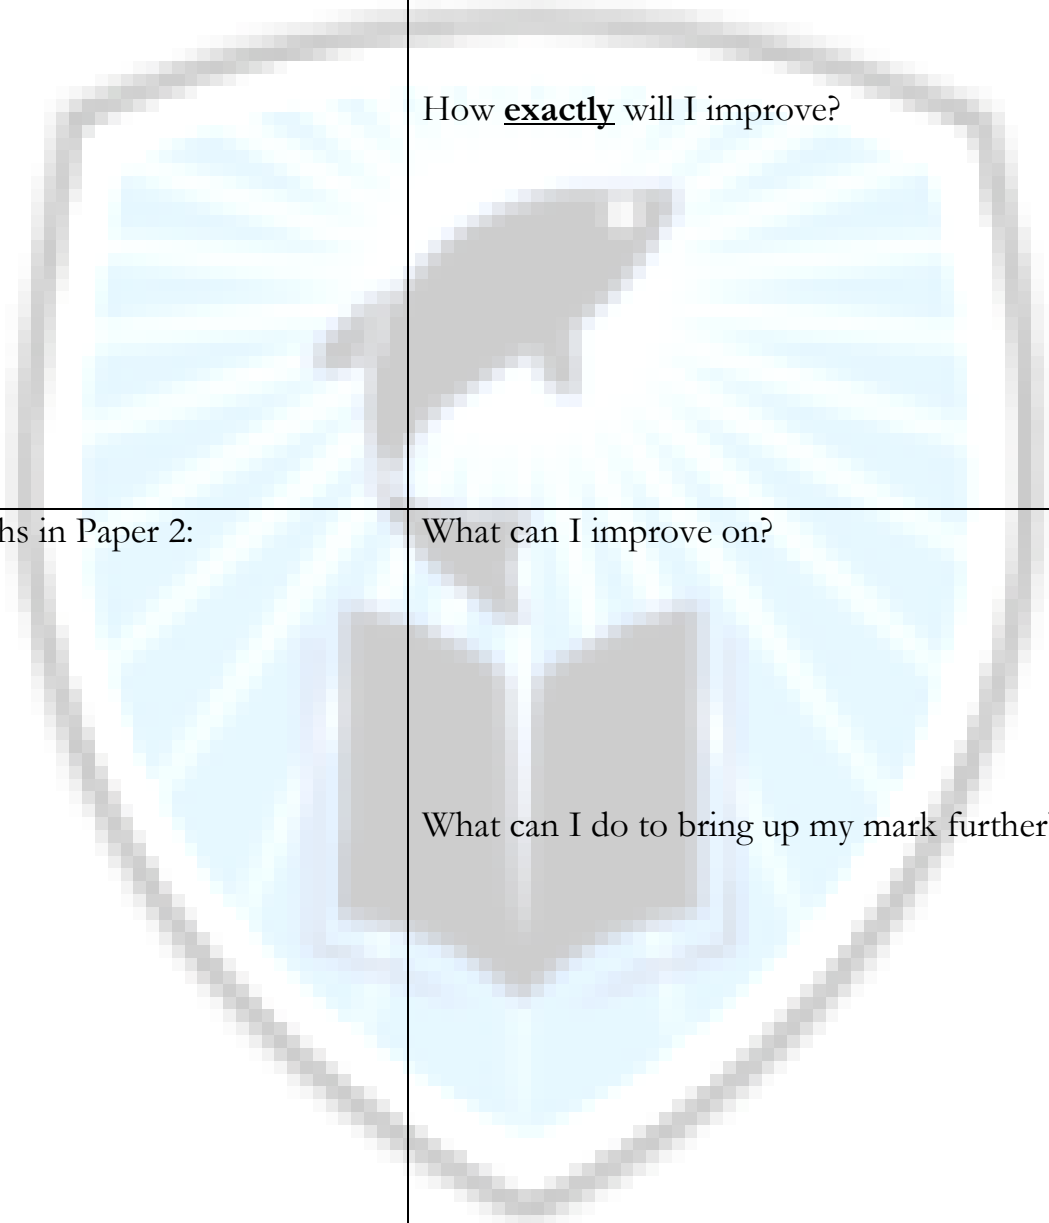 How exactly will I improve?
hs in Paper 2:
What can I improve on?
What can I do to bring up my mark further